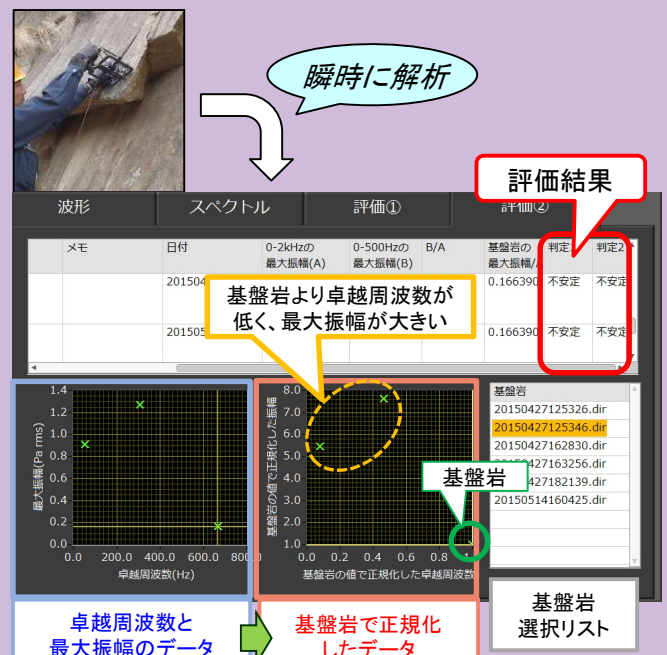 瞬時に解析
評価結果
波形
スペクトル
評価①
評価②
メモ
日付
0-2kHzの
最大振幅(A)
0-500Hzの
最大振幅(B)
B/A
基盤岩の
最大振幅/
判定1
判定2
201504
0.166390
不安定
不安定
201505
0.166390
不安定
不安定
基盤岩より卓越周波数が
低く、最大振幅が大きい
1.4
1.2
1.0
0.8
0.6
0.4
0.2
0.0
最大振幅(Pa rms)
0.0 200.0 400.0 600.0 800.0
卓越周波数(Hz)
8.0
7.0
6.0
5.0
4.0
3.0
2.0
1.0
基盤岩の値で正規化した振幅
0.0 0.2 0.4 0.6 0.8 1.
基盤岩の値で正規化した卓越周波数
基盤岩
基盤岩
20150427125326.dir
20150427125346.dir
20150427162830.dir
20150427163256.dir
427182139.dir
20150514160425.dir
卓越周波数と
最大振幅のデータ
基盤岩で正規化
したデータ
基盤岩
選択リスト